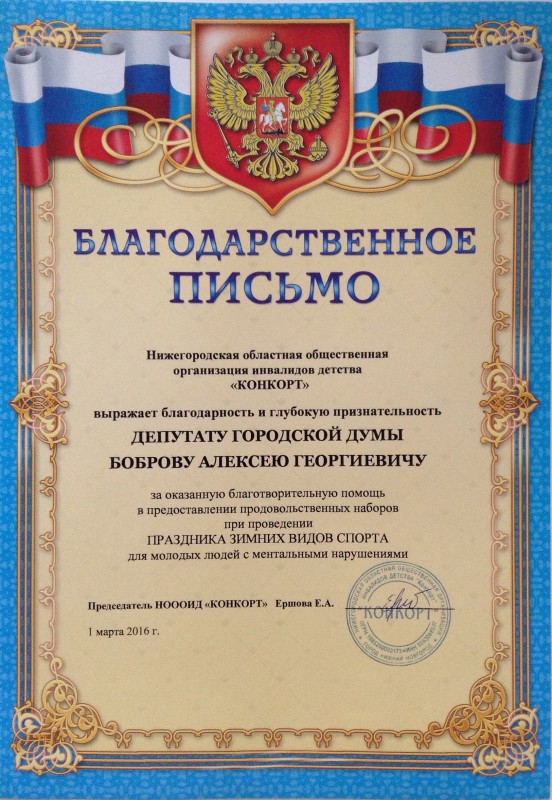 БЛАГОДАРСТВЕННОЕ
ПИСЬМО
Нижегородская областная общественная
организация инвалидов детства
«КОНКОРТ»
выражает благодарность и глубокую признательность
ДЕПУТАТУ ГОРОДСКОЙ ДУМЫ
БОБРОВУ АЛЕКСЕЮ ГЕОРГИЕВИЧУ
за оказанную благотворительную помощь
в предоставлении продовольственных наборов
при проведении
ПРАЗДНИКА ЗИМНИХ ВИДОВ СПОРТА
для молодых людей с ментальными нарушениями
Председатель НОООИД «КОНКОРТ» Ершова Е.А.
1 марта 2016 г.
"КОНКОРТ"